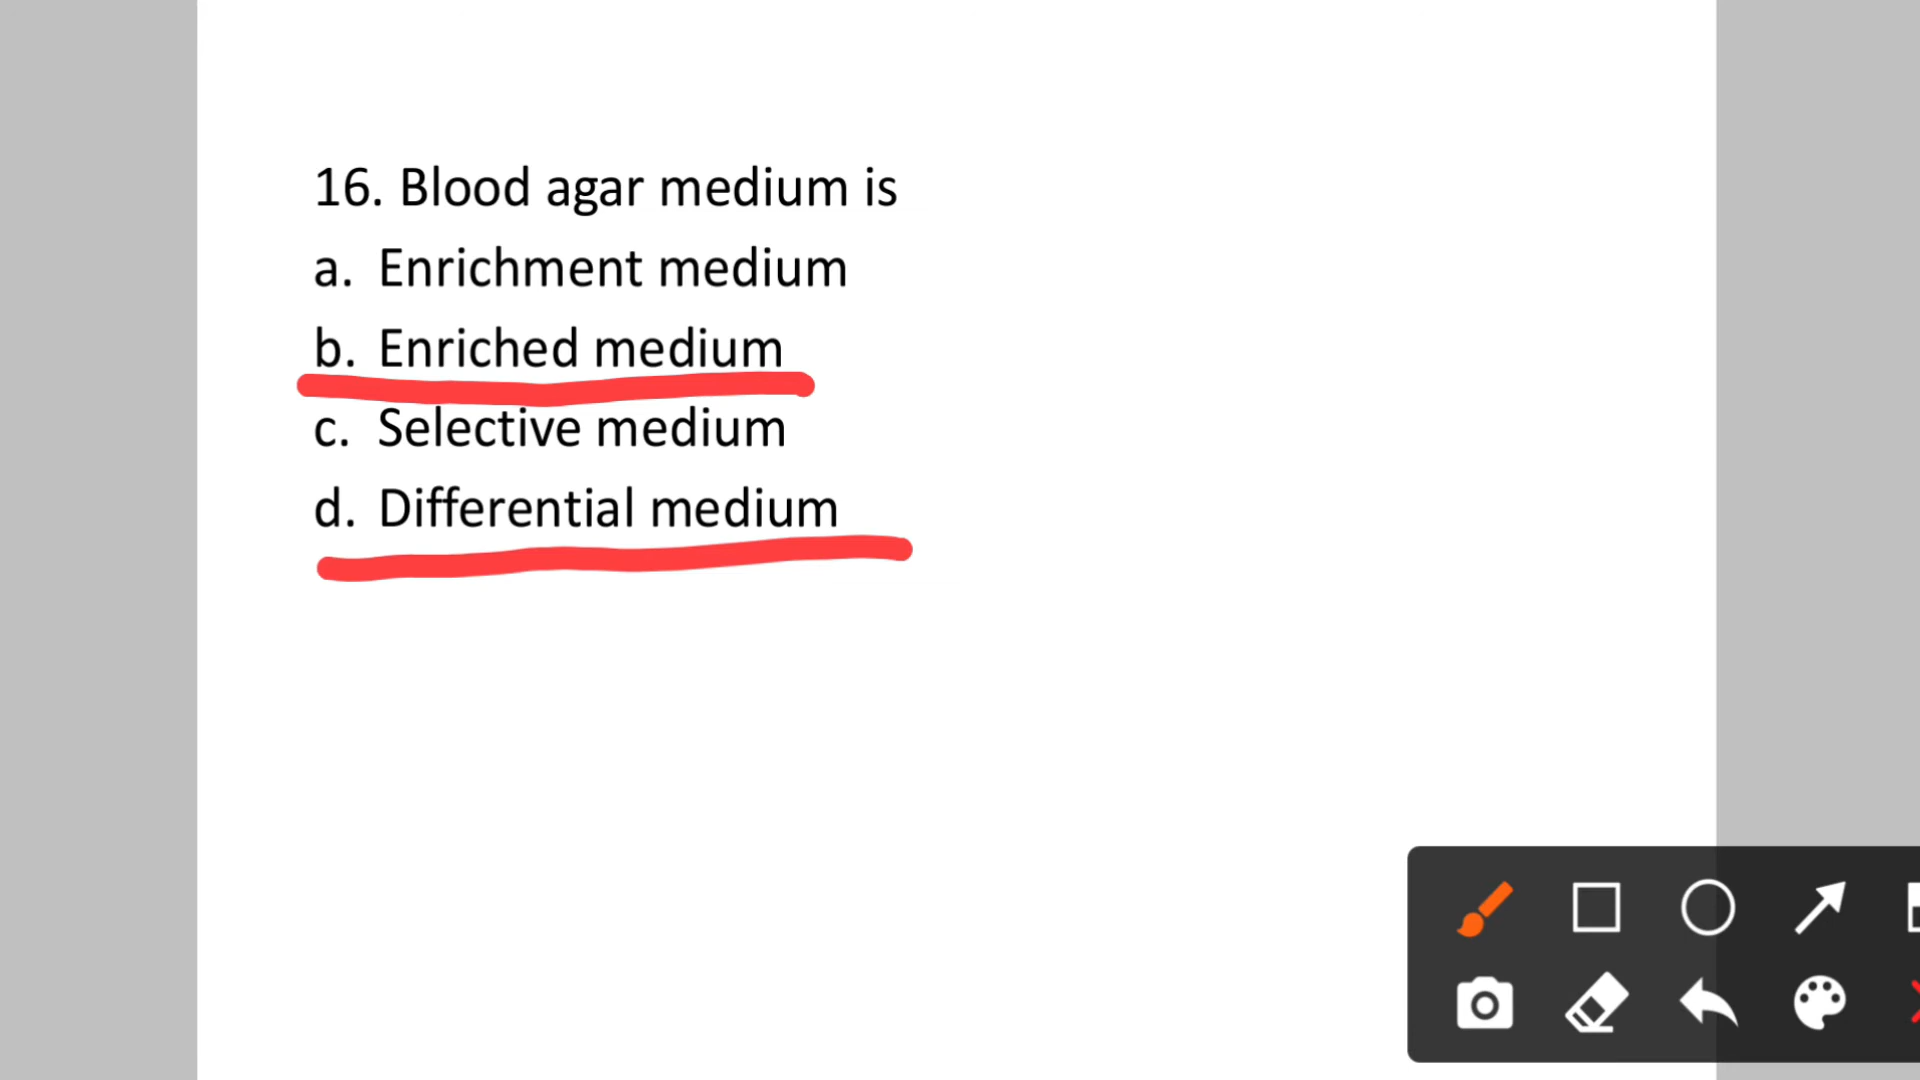 16. Blood agar medium is
a. Enrichment medium
b. Enriched medium
c. Selective medium
d. Differential medium